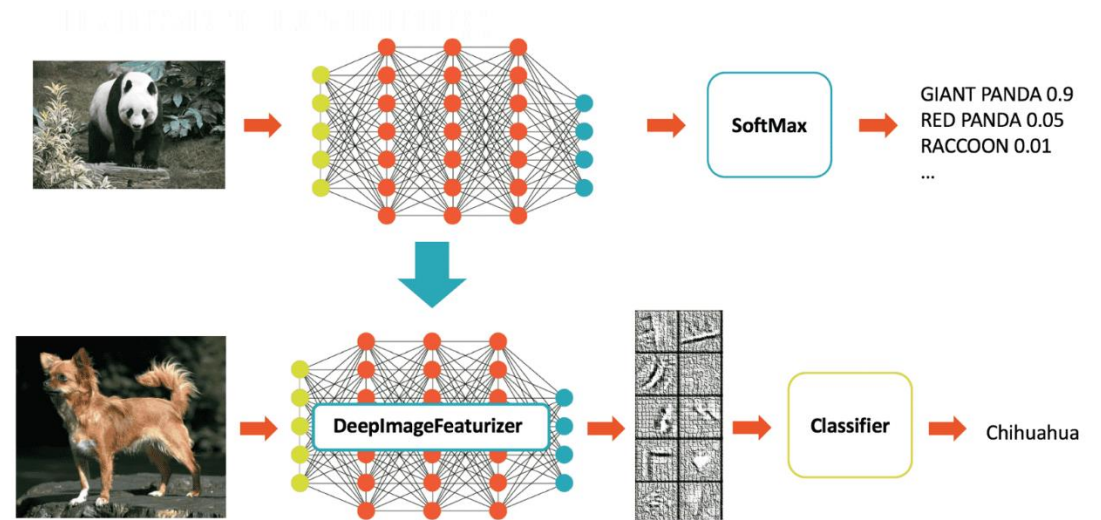 SoftMax
GIANT PANDA 0.9
RED PANDA 0.05
RACCOON 0.01
...
DeepImageFeaturizer
Classifier
Chihuahua